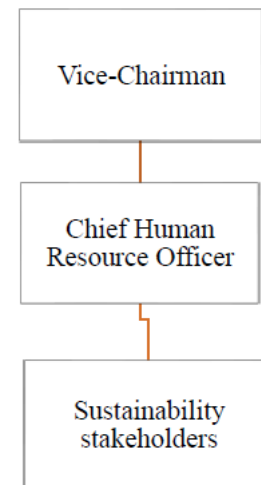 Vice-Chairman
Chief Human
Resource Officer
Sustainability
stakeholders